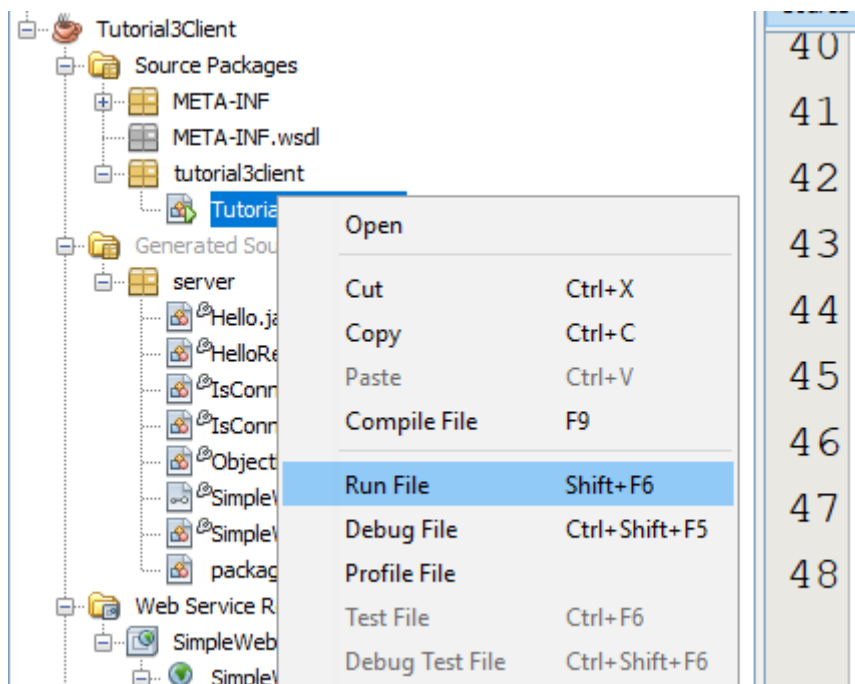 Tutorial3Client
Source Packages
META-INF
META-INF.wsdl
tutorial3client
Generated
server
Web Service
Open
Cut Ctrl+X
Copy Ctrl+C
Paste Ctrl+V
Compile File F9
Run File Shift+F6
Debug File Ctrl+Shift+F5
Profile File
Test File Ctrl+F6
Debug Test File Ctrl+Shift+F6
40
41
42
43
44
45
46
47
48